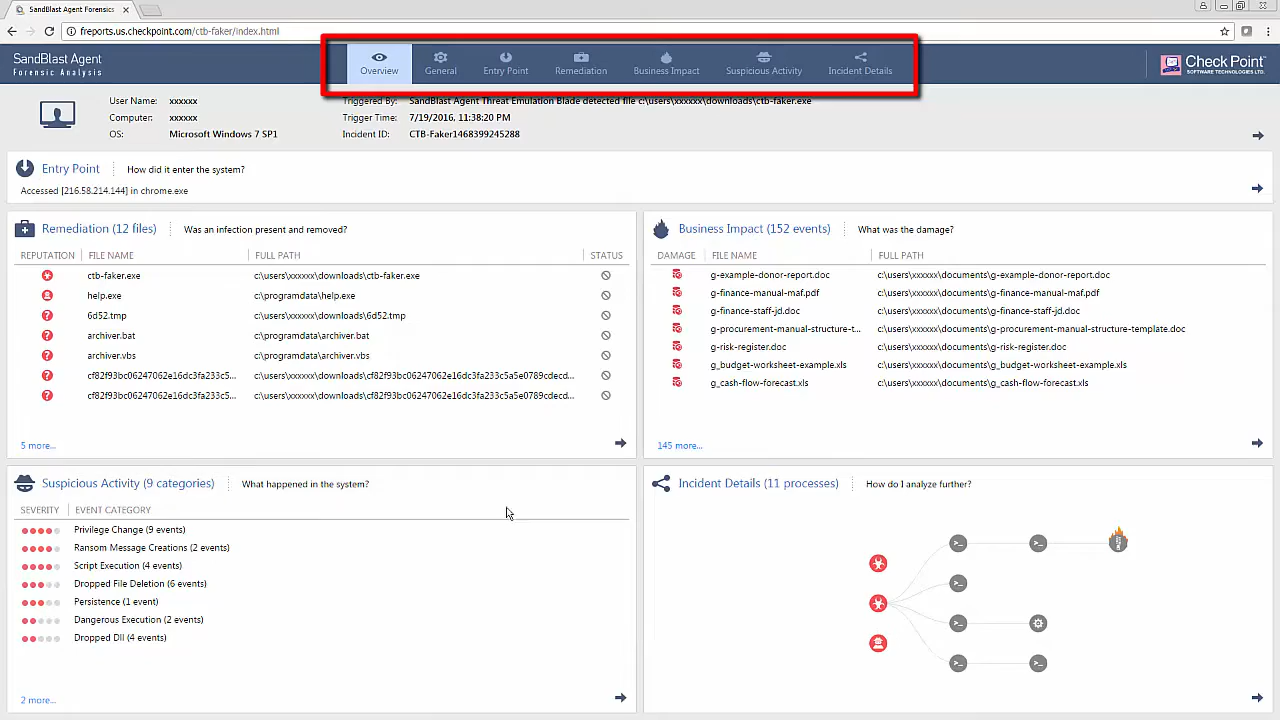 SandBlast Agent Forensics
freports.us.checkpoint.com/ctb-faker/index.html
SandBlast Agent
Forensic Analysis
Overview
General
Entry Point
Remediation
Business Impact
Suspicious Activity
Incident Details
Check Point
SOFTWARE TECHNOLOGIES LTD.
User Name: xxxxxx
Computer: xxxxxx
OS: Microsoft Windows 7 SP1
Triggered By: SandBlast Agent Threat Emulation Blade detected file c:\users\xxxxxx\downloads\ctb-faker.exe
Trigger Time: 7/19/2016, 11:38:20 PM
Incident ID: CTB-Faker1468399245288
Entry Point How did it enter the system?
Accessed [216.58.214.144] in chrome.exe
Remediation (12 files) Was an infection present and removed?
REPUTATION FILE NAME FULL PATH STATUS
ctb-faker.exe c:\users\xxxxxx\downloads\ctb-faker.exe
help.exe c:\programdata\help.exe
6d52.tmp c:\users\xxxxxx\downloads\6d52.tmp
archiver.bat c:\programdata\archiver.bat
archiver.vbs c:\programdata\archiver.vbs
cf82f93bc06247062e16dc3fa233c5... c:\users\xxxxxx\downloads\cf82f93bc06247062e16dc3fa233c5a5e0789cdecd...
cf82f93bc06247062e16dc3fa233c5... c:\users\xxxxxx\downloads\cf82f93bc06247062e16dc3fa233c5a5e0789cdecd...
5 more...
Business Impact (152 events) What was the damage?
DAMAGE FILE NAME FULL PATH
g-example-donor-report.doc c:\users\xxxxxx\documents\g-example-donor-report.doc
g-finance-manual-maf.pdf c:\users\xxxxxx\documents\g-finance-manual-maf.pdf
g-finance-staff-jd.doc c:\users\xxxxxx\documents\g-finance-staff-jd.doc
g-procurement-manual-structure-t... c:\users\xxxxxx\documents\g-procurement-manual-structure-template.doc
g-risk-register.doc c:\users\xxxxxx\documents\g-risk-register.doc
g_budget-worksheet-example.xls c:\users\xxxxxx\documents\g_budget-worksheet-example.xls
g_cash-flow-forecast.xls c:\users\xxxxxx\documents\g_cash-flow-forecast.xls
145 more...
Suspicious Activity (9 categories) What happened in the system?
SEVERITY EVENT CATEGORY
Privilege Change (9 events)
Ransom Message Creations (2 events)
Script Execution (4 events)
Dropped File Deletion (6 events)
Persistence (1 event)
Dangerous Execution (2 events)
Dropped Dll (4 events)
2 more...
Incident Details (11 processes) How do I analyze further?